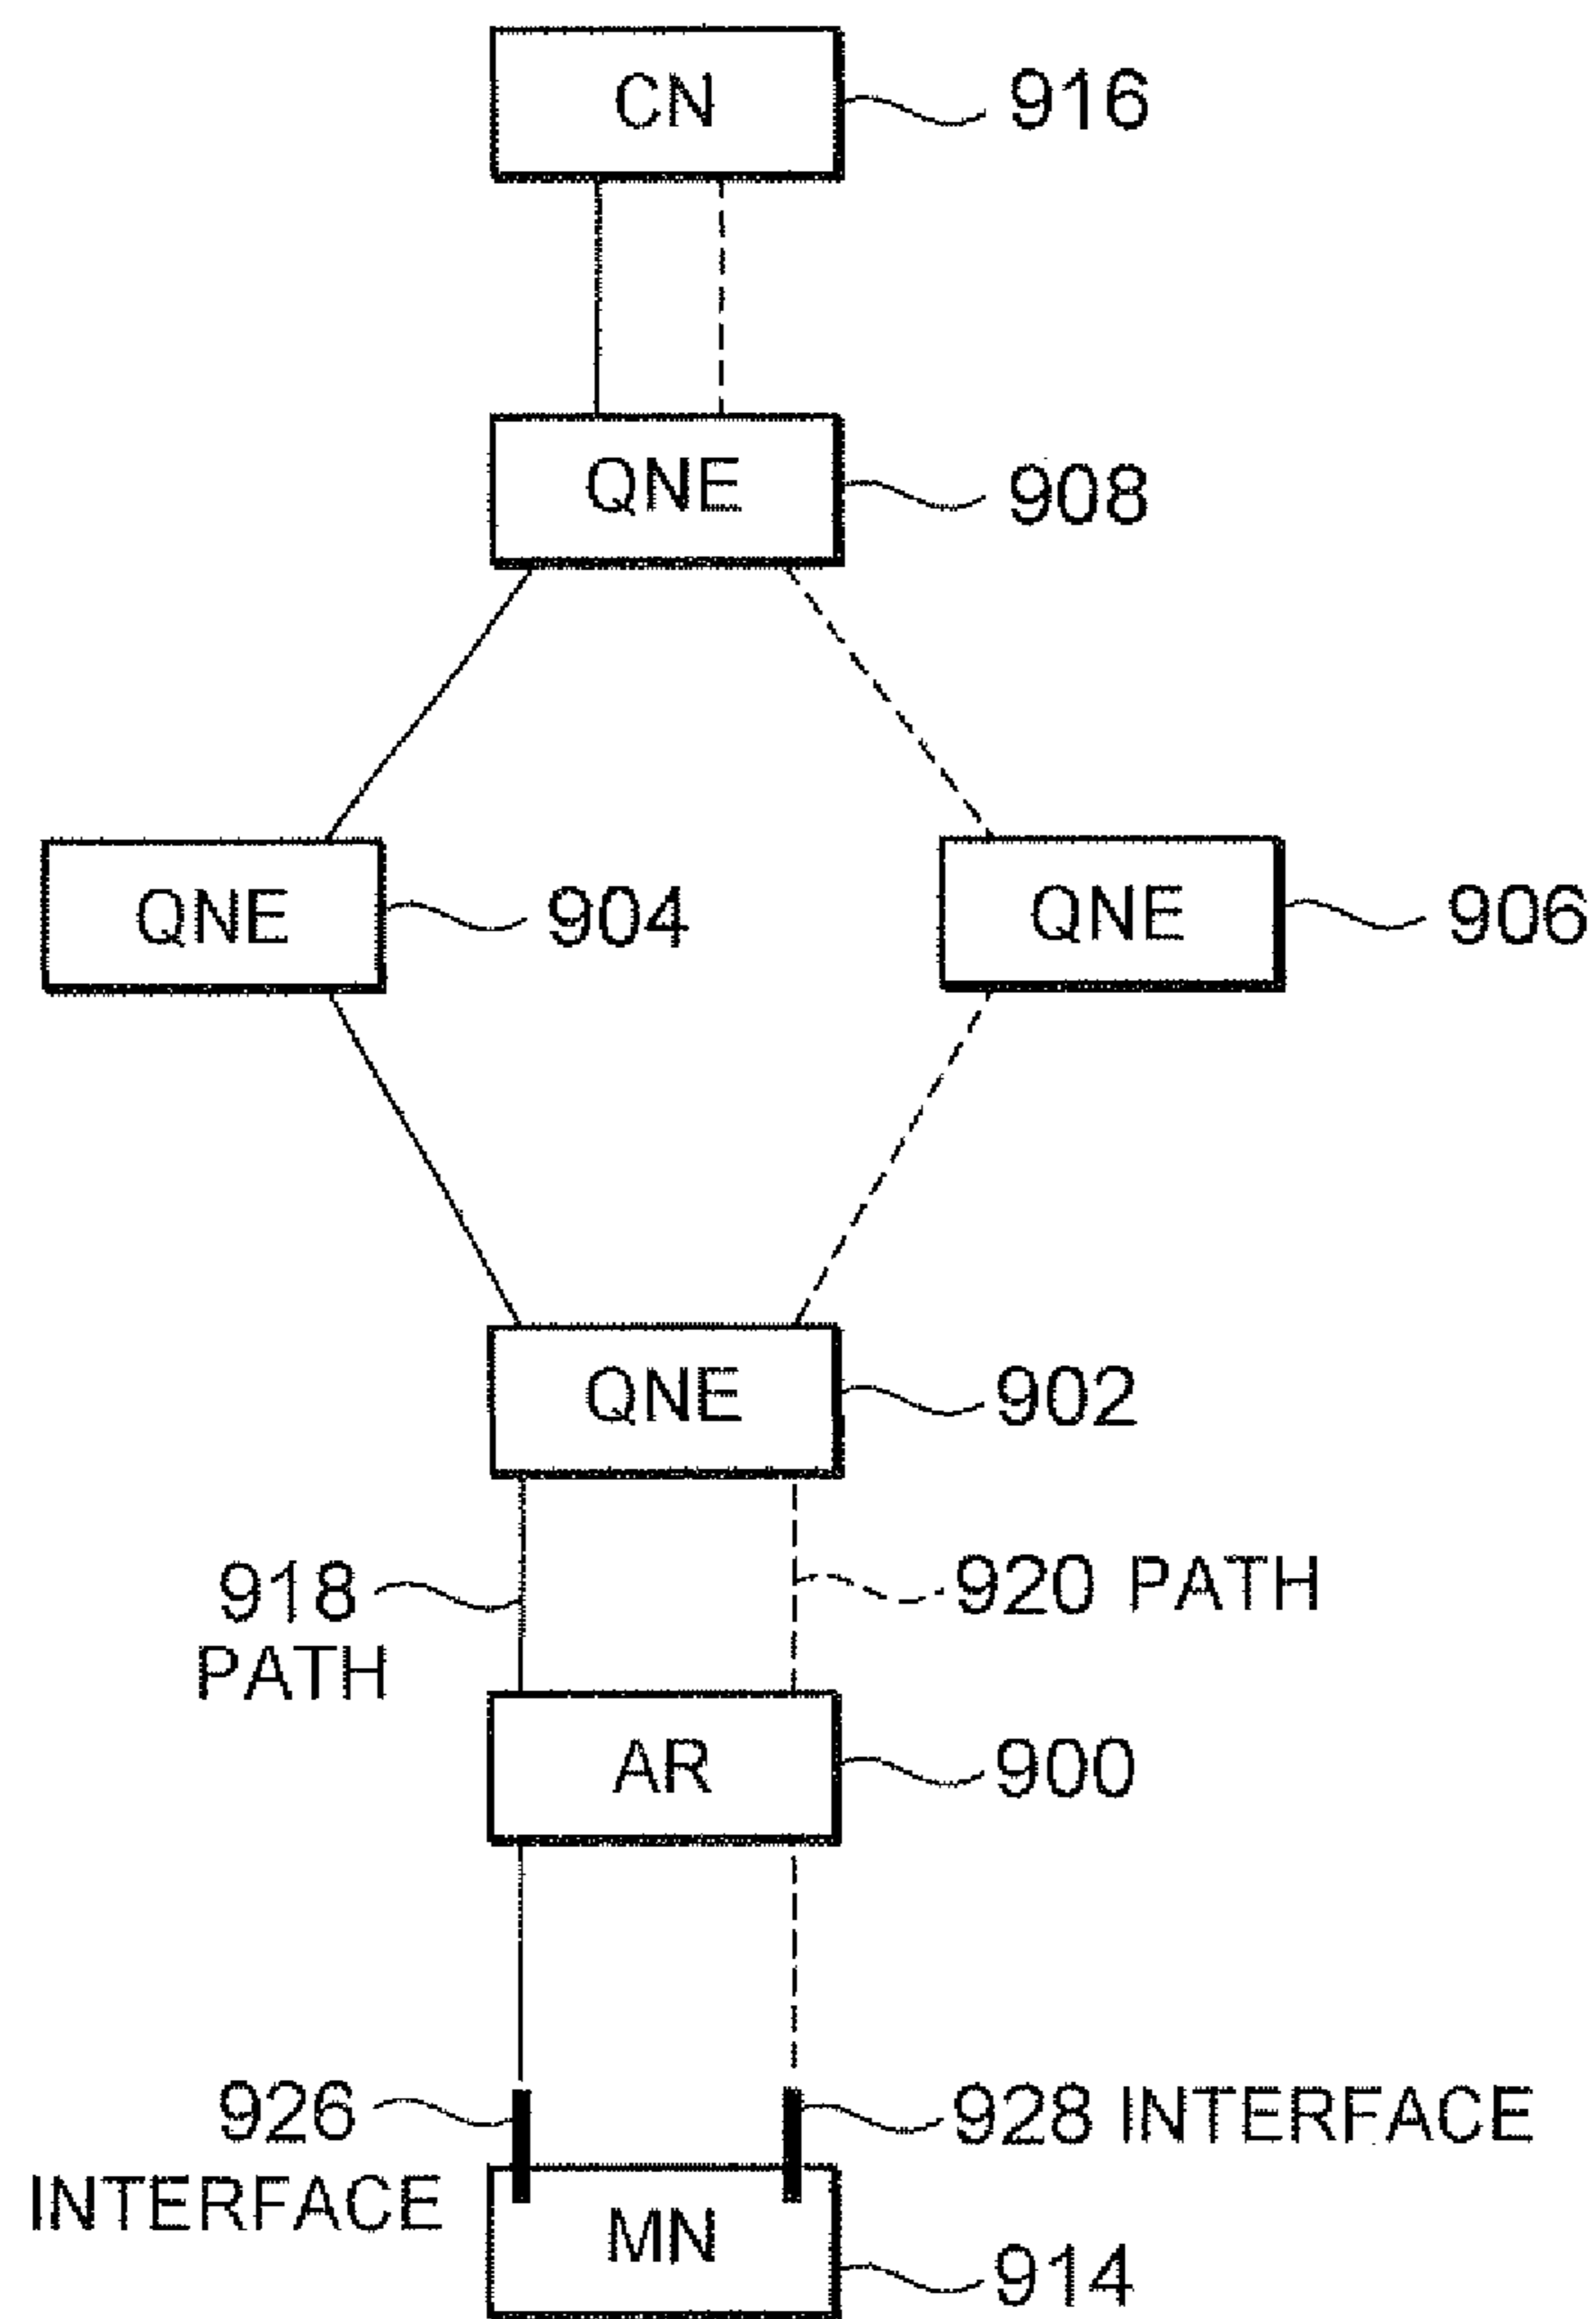 CN
916
QNE
908
QNE
904
QNE
906
QNE
902
918
PATH
920 PATH
AR
900
926
INTERFACE
928 INTERFACE
MN
914